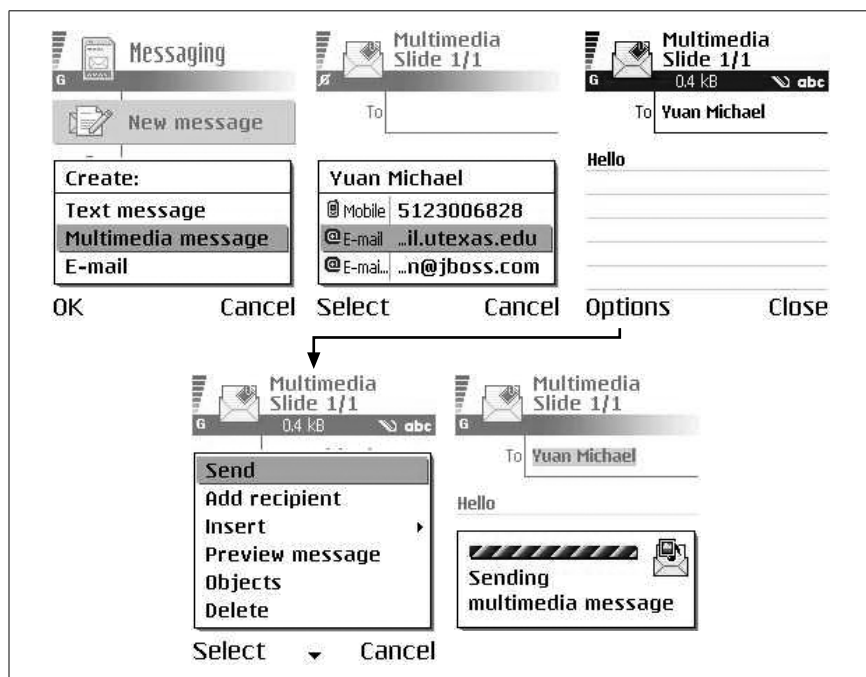 Messaging
G
New message
Create:
Text message
Multimedia message
E-mail
OK Cancel
Multimedia
Slide 1/1
To
Yuan Michael
Mobile 5123006828
E-mail ...il.utexas.edu
E-mai... ...n@jboss.com
Select Cancel
Multimedia
Slide 1/1
G 0.4 kB abc
To Yuan Michael
Hello
Options Close
Multimedia
Slide 1/1
G 0.4 kB abc
Send
Add recipient
Insert
Preview message
Objects
Delete
Select Cancel
Multimedia
Slide 1/1
G
To Yuan Michael
Hello
Sending
multimedia message